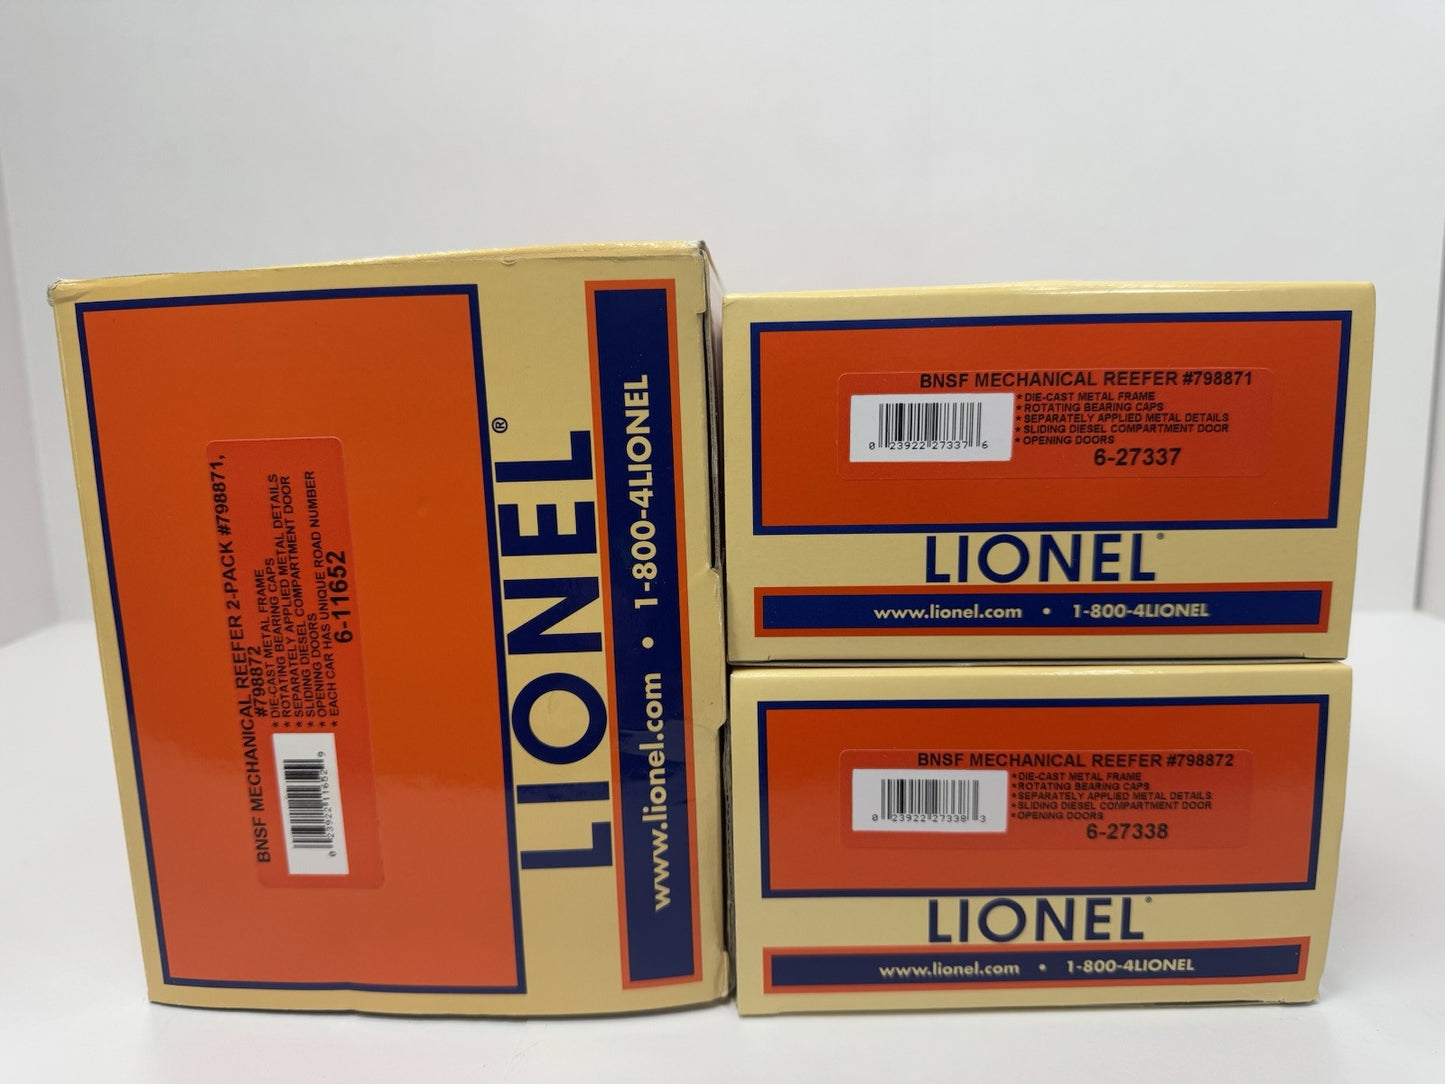 BNSF MECHANICAL REEFER 2-PACK #798871,
#798872
* DIE-CAST METAL FRAME
* ROTATING BEARING CAPS
* SEPARATELY APPLIED METAL DETAILS
* SLIDING DIESEL COMPARTMENT DOOR
* OPENING DOORS
* EACH CAR HAS UNIQUE ROAD NUMBER
6-11652
0 23922 11652 9
LIONEL®
www.lionel.com • 1-800-4LIONEL
BNSF MECHANICAL REEFER #798871
* DIE-CAST METAL FRAME
* ROTATING BEARING CAPS
* SEPARATELY APPLIED METAL DETAILS
* SLIDING DIESEL COMPARTMENT DOOR
* OPENING DOORS
6-27337
0 23922 27337 6
LIONEL®
www.lionel.com • 1-800-4LIONEL
BNSF MECHANICAL REEFER #798872
* DIE-CAST METAL FRAME
* ROTATING BEARING CAPS
* SEPARATELY APPLIED METAL DETAILS
* SLIDING DIESEL COMPARTMENT DOOR
* OPENING DOORS
6-27338
0 23922 27338 3
LIONEL®
www.lionel.com • 1-800-4LIONEL